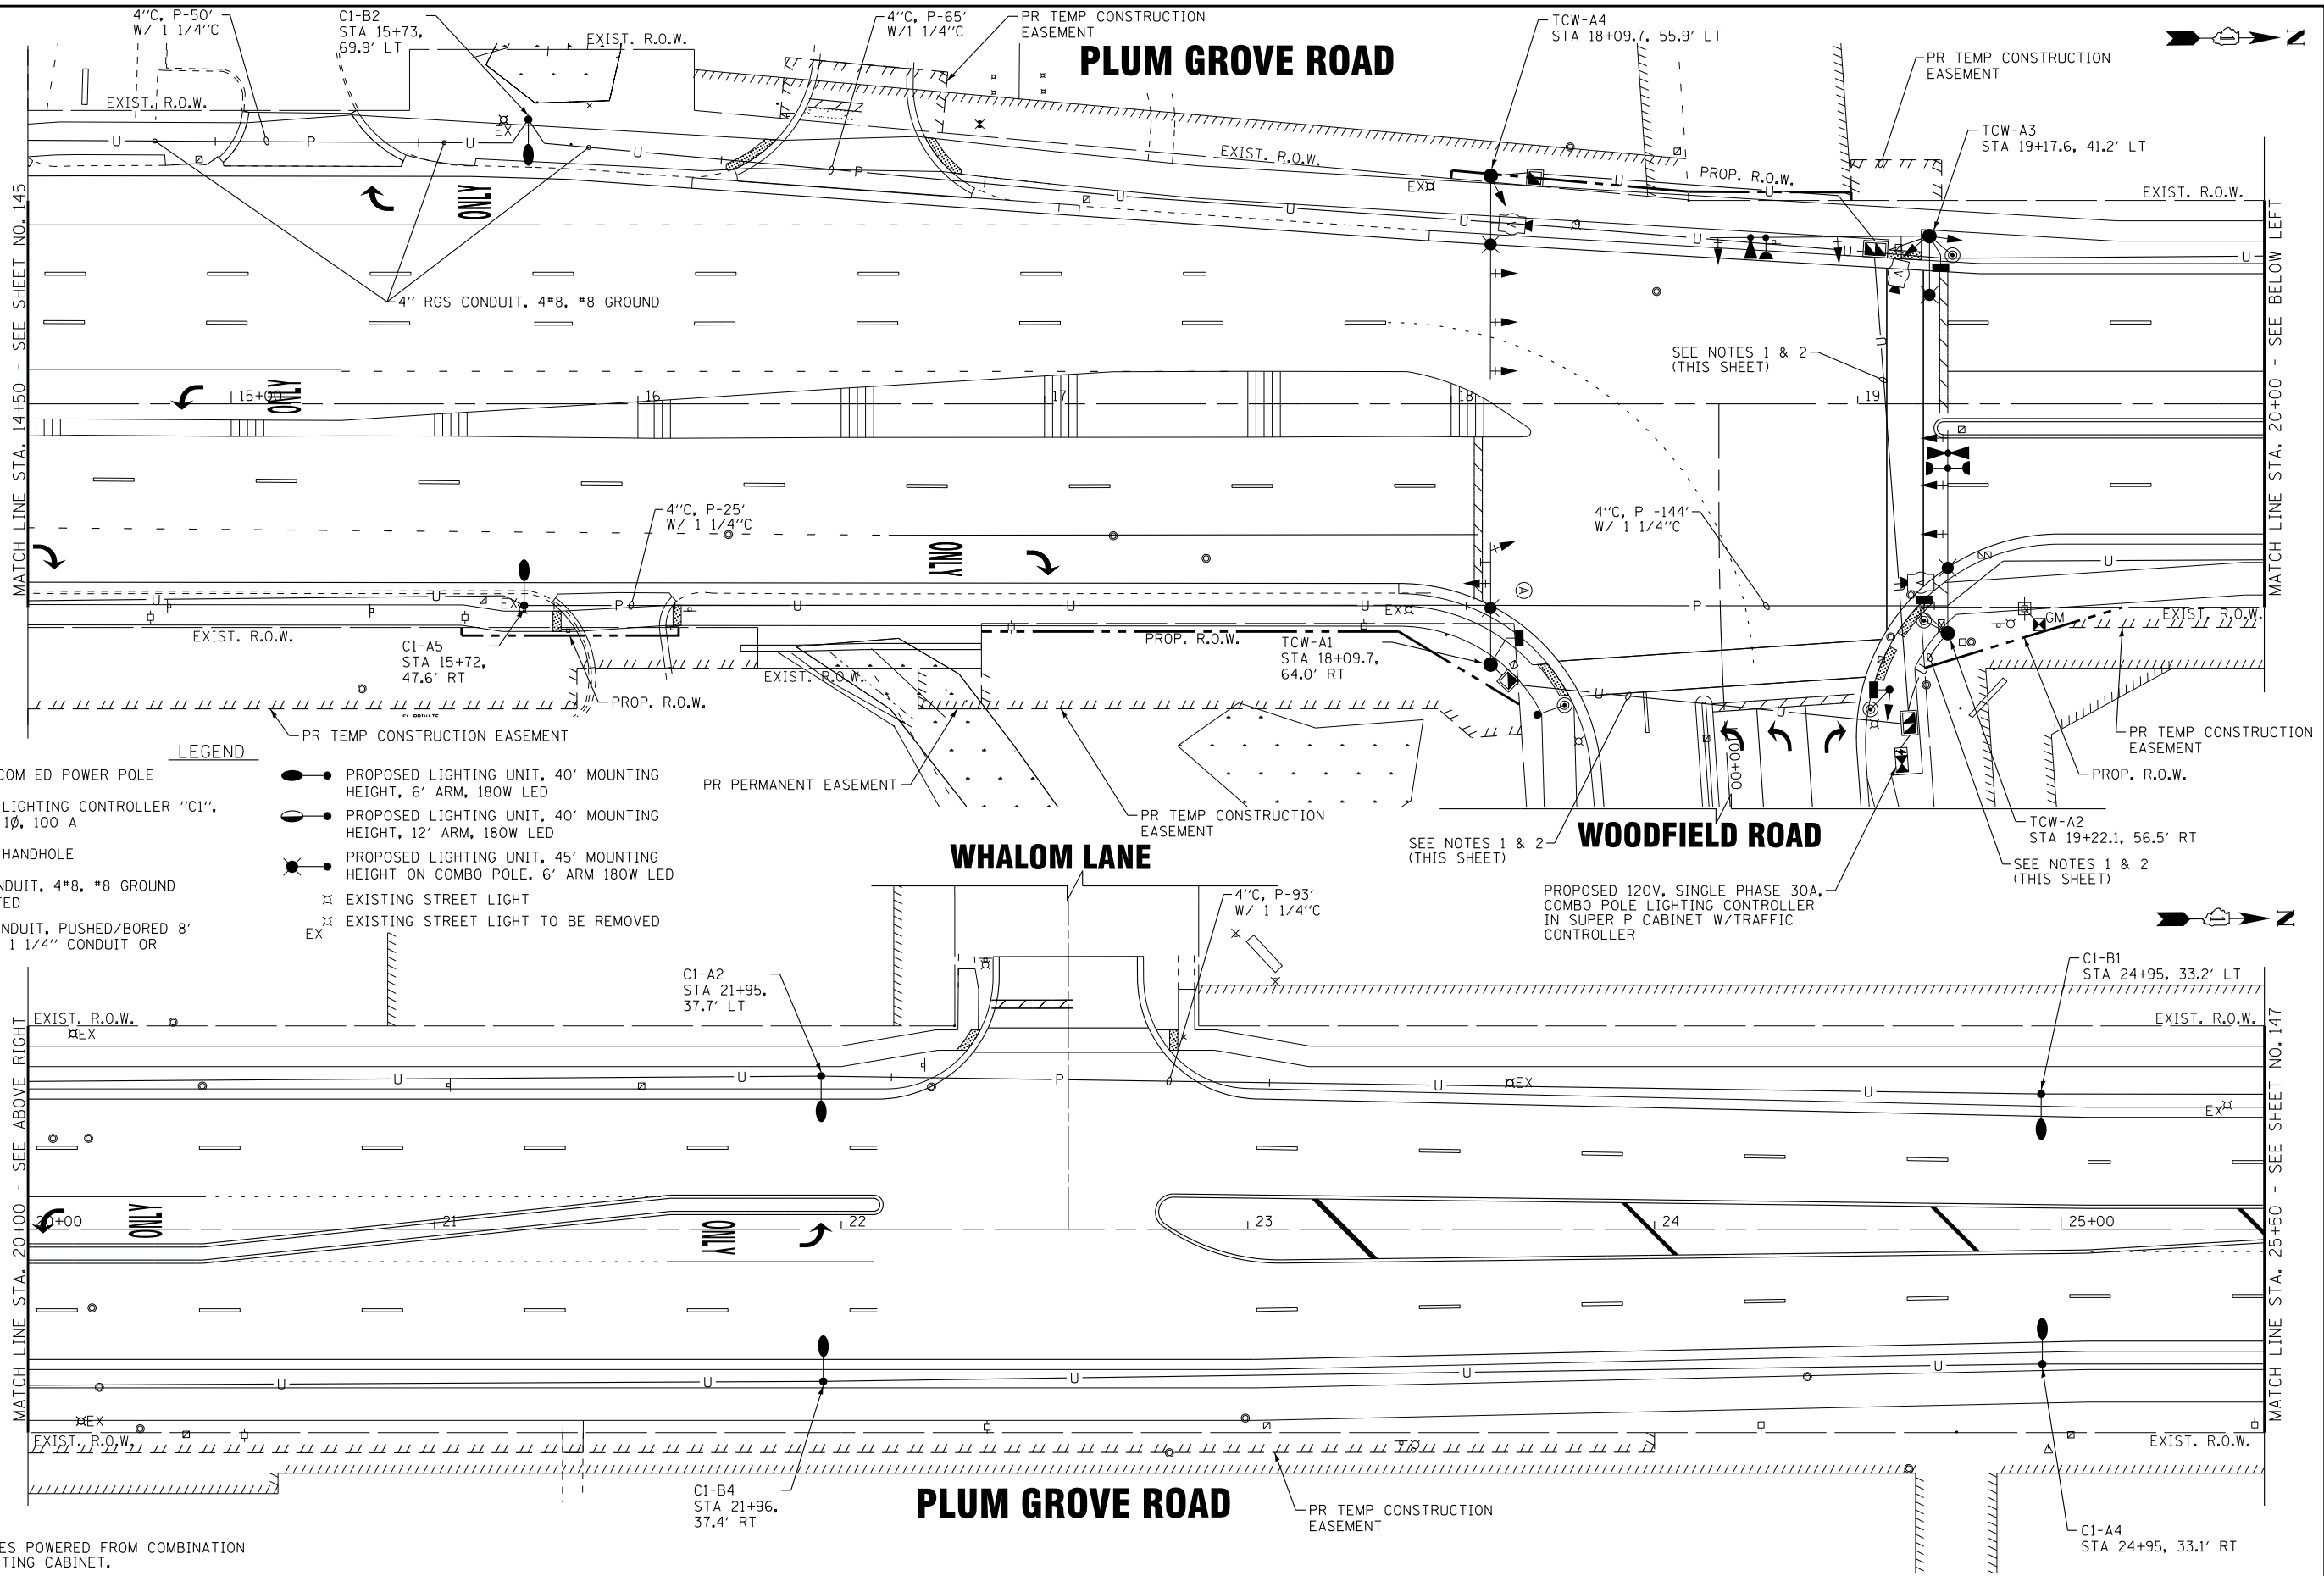 4"C, P-50'
W/ 1 1/4"C
C1-B2
STA 15+73,
69.9' LT
EXIST. R.O.W.
4"C, P-65'
W/1 1/4"C
PR TEMP CONSTRUCTION
EASEMENT
PLUM GROVE ROAD
TCW-A4
STA 18+09.7, 55.9' LT
PR TEMP CONSTRUCTION
EASEMENT
N
EXIST. R.O.W.
EX
U
P
U
U
P
U
EXIST. R.O.W.
EX
PROP. R.O.W.
U
U
TCW-A3
STA 19+17.6, 41.2' LT
EXIST. R.O.W.
ONLY
U
U
U
U
U
4" RGS CONDUIT, 4#8, #8 GROUND
MATCH LINE STA. 14+50 - SEE SHEET NO. 145
MATCH LINE STA. 20+00 - SEE BELOW LEFT
SEE NOTES 1 & 2
(THIS SHEET)
U
ONLY
15+00
16
17
18
19
4"C, P-25'
W/ 1 1/4"C
ONLY
4"C, P -144'
W/ 1 1/4"C
A
U
U
EX
P
U
U
U
EX
P
U
EXIST. R.O.W.
EXIST. R.O.W.
C1-A5
STA 15+72,
47.6' RT
PROP. R.O.W.
EXIST. R.O.W.
PROP. R.O.W.
TCW-A1
STA 18+09.7,
64.0' RT
U
U
GM
PR TEMP CONSTRUCTION EASEMENT
PR PERMANENT EASEMENT
PR TEMP CONSTRUCTION
EASEMENT
10+00
PR TEMP CONSTRUCTION
EASEMENT
PROP. R.O.W.
LEGEND
COM ED POWER POLE
LIGHTING CONTROLLER "C1",
1Ø, 100 A
HANDHOLE
NDUIT, 4#8, #8 GROUND
TED
NDUIT, PUSHED/BORED 8'
1 1/4" CONDUIT OR
PROPOSED LIGHTING UNIT, 40' MOUNTING
HEIGHT, 6' ARM, 180W LED
PROPOSED LIGHTING UNIT, 40' MOUNTING
HEIGHT, 12' ARM, 180W LED
PROPOSED LIGHTING UNIT, 45' MOUNTING
HEIGHT ON COMBO POLE, 6' ARM 180W LED
EXISTING STREET LIGHT
EXISTING STREET LIGHT TO BE REMOVED
EX
WHALOM LANE
SEE NOTES 1 & 2
(THIS SHEET)
WOODFIELD ROAD
TCW-A2
STA 19+22.1, 56.5' RT
SEE NOTES 1 & 2
(THIS SHEET)
PROPOSED 120V, SINGLE PHASE 30A,
COMBO POLE LIGHTING CONTROLLER
IN SUPER P CABINET W/TRAFFIC
CONTROLLER
4"C, P-93'
W/ 1 1/4"C
N
C1-A2
STA 21+95,
37.7' LT
C1-B1
STA 24+95, 33.2' LT
EXIST. R.O.W.
EX
EXIST. R.O.W.
U
U
P
U
EX
U
EX
MATCH LINE STA. 20+00 - SEE ABOVE RIGHT
MATCH LINE STA. 25+50 - SEE SHEET NO. 147
20+00
ONLY
21
ONLY
22
23
24
25+00
U
U
U
U
U
EX
EXIST. R.O.W.
EXIST. R.O.W.
C1-B4
STA 21+96,
37.4' RT
PLUM GROVE ROAD
PR TEMP CONSTRUCTION
EASEMENT
C1-A4
STA 24+95, 33.1' RT
ES POWERED FROM COMBINATION
TING CABINET.